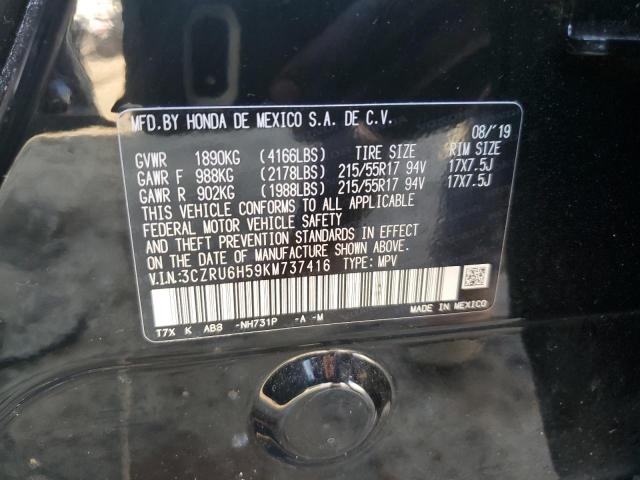 MFD.BY HONDA DE MEXICO S.A. DE C.V. 08/'19
GVWR 1890KG (4166LBS) TIRE SIZE RIM SIZE
GAWR F 988KG (2178LBS) 215/55R17 94V 17X7.5J
GAWR R 902KG (1988LBS) 215/55R17 94V 17X7.5J
THIS VEHICLE CONFORMS TO ALL APPLICABLE
FEDERAL MOTOR VEHICLE SAFETY
AND THEFT PREVENTION STANDARDS IN EFFECT
ON THE DATE OF MANUFACTURE SHOWN ABOVE.
V.I.N:3CZRU6H59KM737416 TYPE: MPV
T7X K AB8 -NH731P -A -M MADE IN MEXICO